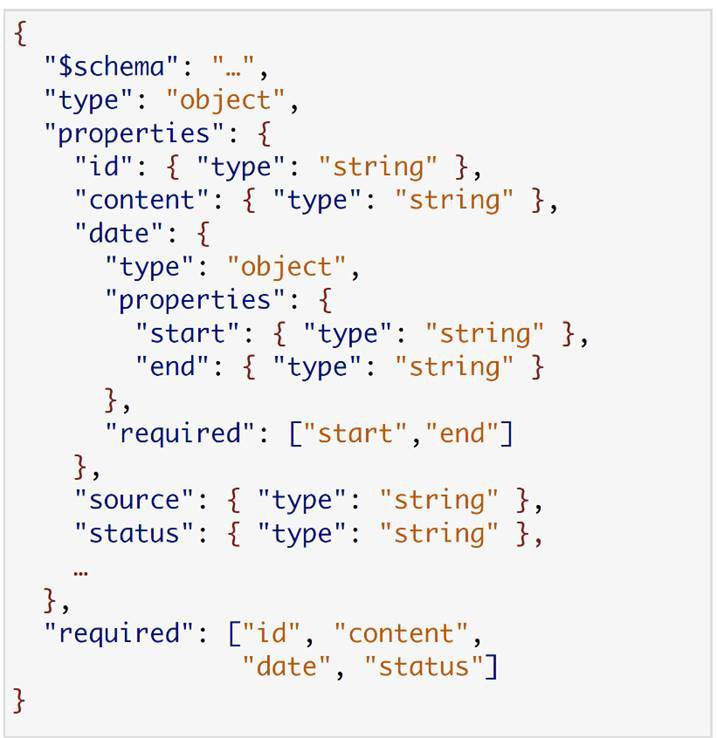 {
  "$schema": "…",
  "type": "object",
  "properties": {
    "id": { "type": "string" },
    "content": { "type": "string" },
    "date": {
      "type": "object",
      "properties": {
        "start": { "type": "string" },
        "end": { "type": "string" }
      },
      "required": ["start","end"]
    },
    "source": { "type": "string" },
    "status": { "type": "string" },
    …
  },
  "required": ["id", "content",
               "date", "status"]
}